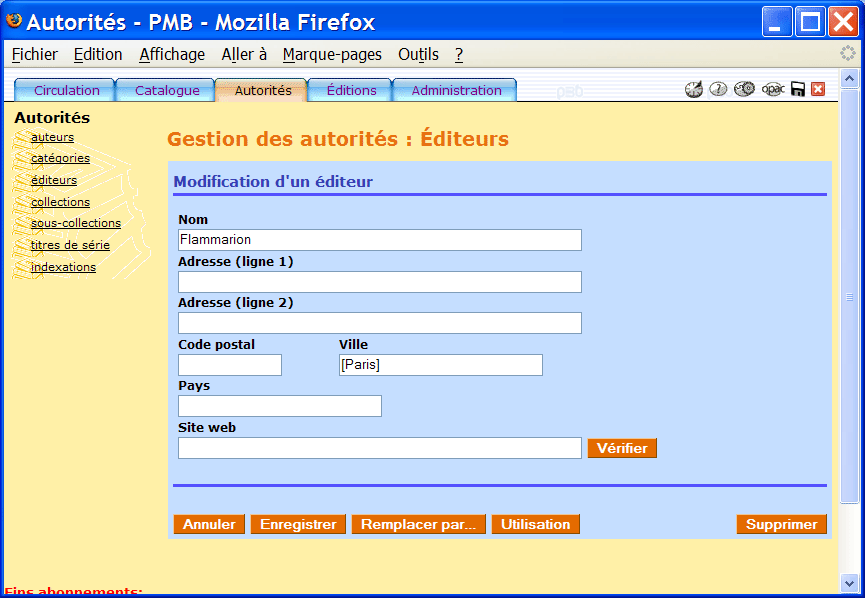 Autorités - PMB - Mozilla Firefox
Fichier Edition Affichage Aller à Marque-pages Outils ?
Circulation Catalogue Autorités Éditions Administration pmb opac
Autorités
auteurs
catégories
éditeurs
collections
sous-collections
titres de série
indexations
Gestion des autorités : Éditeurs
Modification d'un éditeur
Nom
Flammarion
Adresse (ligne 1)
Adresse (ligne 2)
Code postal Ville
[Paris]
Pays
Site web
Vérifier
Annuler Enregistrer Remplacer par... Utilisation Supprimer
Fins abonnements: